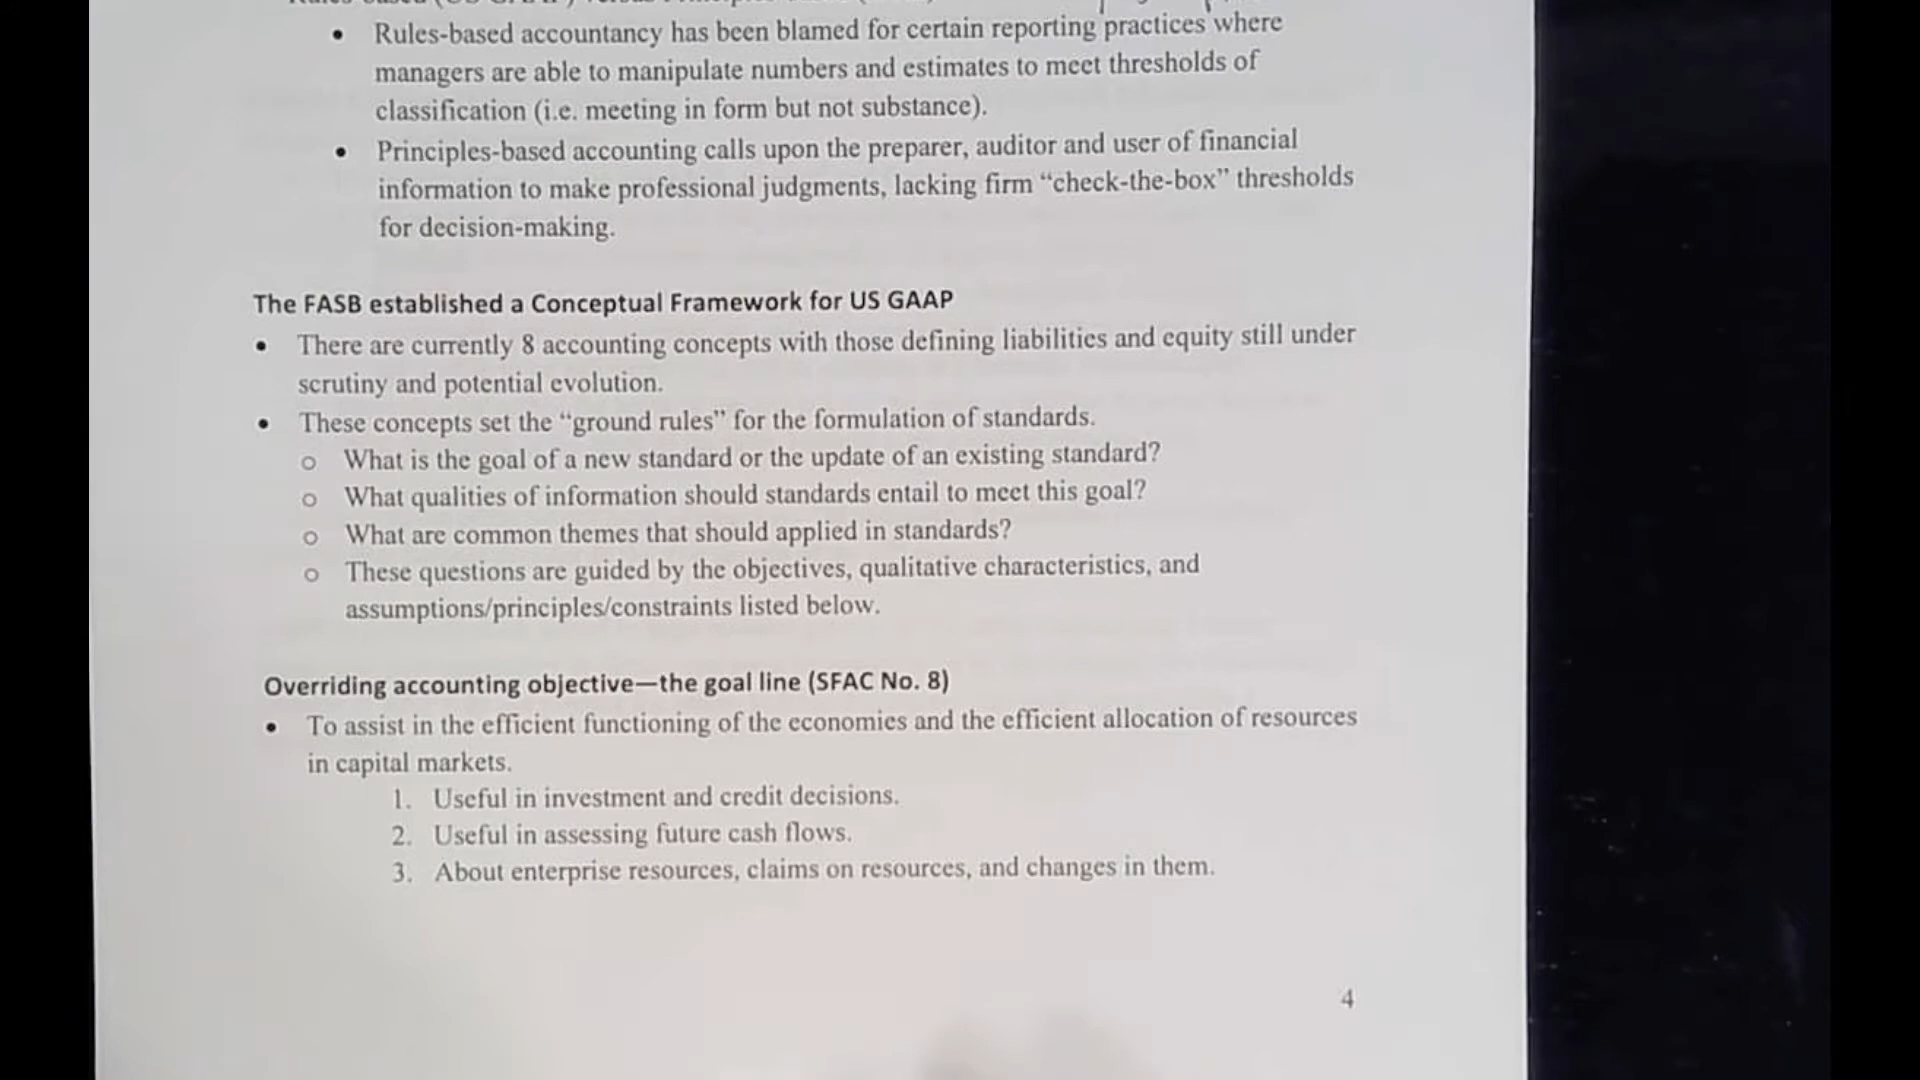 • Rules-based accountancy has been blamed for certain reporting practices where
managers are able to manipulate numbers and estimates to meet thresholds of
classification (i.e. meeting in form but not substance).
• Principles-based accounting calls upon the preparer, auditor and user of financial
information to make professional judgments, lacking firm “check-the-box” thresholds
for decision-making.
The FASB established a Conceptual Framework for US GAAP
• There are currently 8 accounting concepts with those defining liabilities and equity still under
scrutiny and potential evolution.
• These concepts set the “ground rules” for the formulation of standards.
o What is the goal of a new standard or the update of an existing standard?
o What qualities of information should standards entail to meet this goal?
o What are common themes that should applied in standards?
o These questions are guided by the objectives, qualitative characteristics, and
assumptions/principles/constraints listed below.
Overriding accounting objective—the goal line (SFAC No. 8)
• To assist in the efficient functioning of the economies and the efficient allocation of resources
in capital markets.
1. Useful in investment and credit decisions.
2. Useful in assessing future cash flows.
3. About enterprise resources, claims on resources, and changes in them.
4